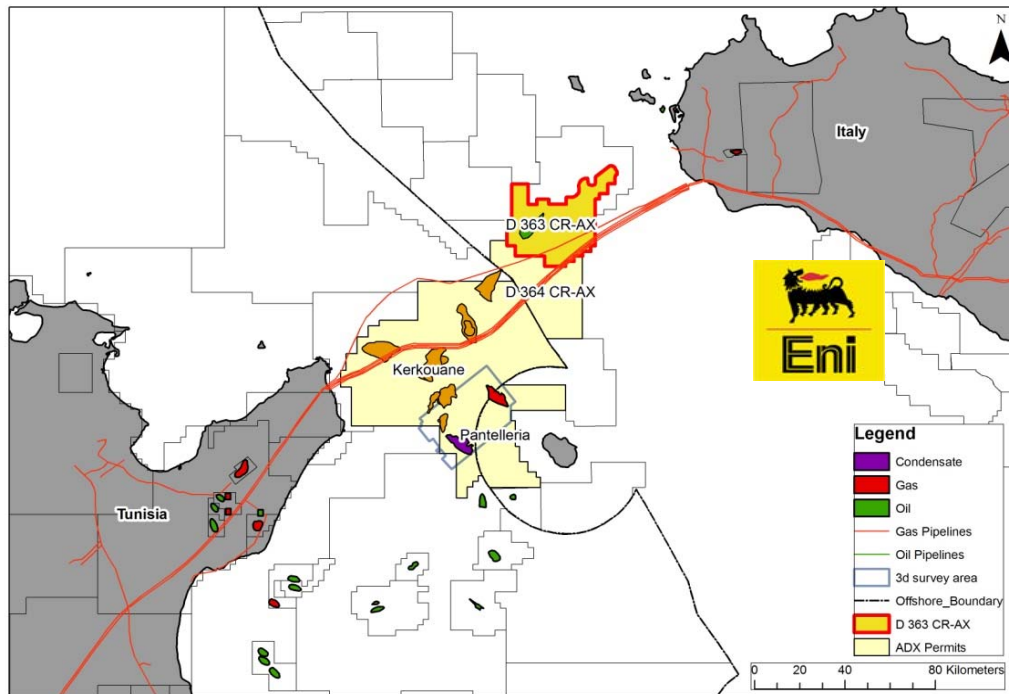 N
Italy
D 363 CR-AX
D 364 CR-AX
Eni
Kerkouane
Pantelleria
Tunisia
Legend
Condensate
Gas
Oil
Gas Pipelines
Oil Pipelines
3d survey area
Offshore_Boundary
D 363 CR-AX
ADX Permits
0 20 40 80 Kilometers